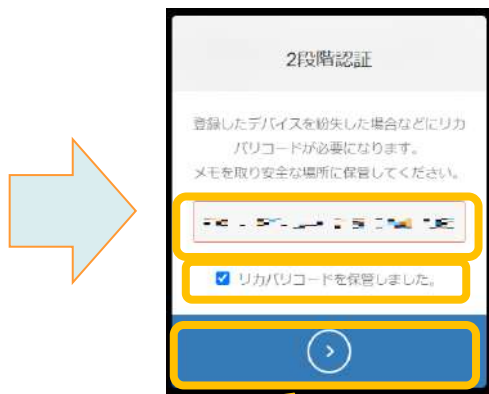 2段階認証
登録したデバイスを紛失した場合などにリカ
バリコードが必要になります。
メモを取り安全な場所に保管してください。
リカバリコードを保管しました。